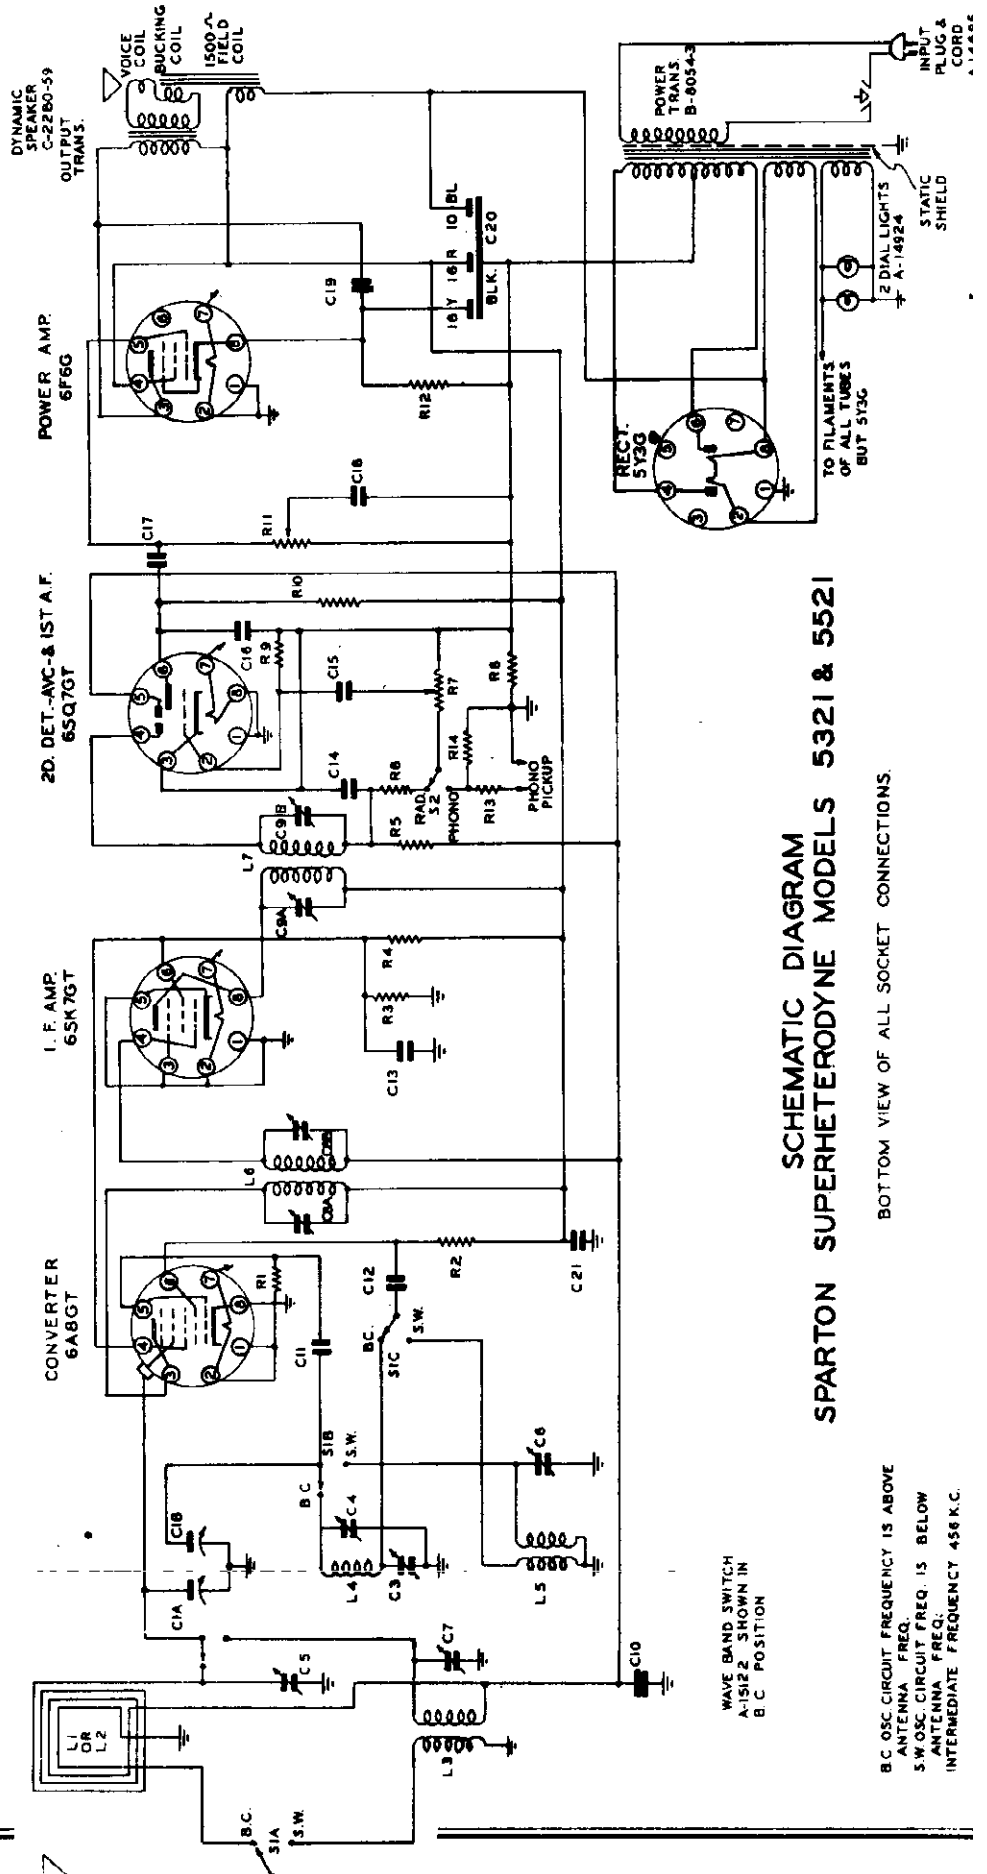 DYNAMIC
SPEAKER
C-2280-59
OUTPUT
TRANS.
VOICE
COIL
BUCKING
COIL
1500Ω
FIELD
COIL
POWER
TRANS.
B-8054-3
INPUT
PLUG &
CORD
STATIC
SHIELD
2 DIAL LIGHTS
A-14924
TO FILAMENTS
OF ALL TUBES
BUT 5Y3G
RECT.
5Y3G
POWER AMP.
6F6G
C19
16 Y
16 R
10 BL
BLK.
C20
R12
C18
R11
C17
R10
2D. DET.-AVC-& 1ST A.F.
6SQ7GT
C16
R9
C15
R7
R8
C14
R6
RAD.
S2
PHONO
R14
R13
PHONO
PICKUP
R5
C9B
L7
C9A
I. F. AMP.
6SK7GT
R4
R3
C13
C8B
L6
C8A
CONVERTER
6A8GT
R1
C11
C12
R2
C21
B.C.
S1C
S.W.
S1B
S.W.
B C
C4
L4
C3
C6
L5
C1B
C1A
C5
C7
C10
L3
L1
OR
L2
B.C.
S1A
S.W.
WAVE BAND SWITCH
A-15122 SHOWN IN
B. C. POSITION
SCHEMATIC DIAGRAM
SPARTON SUPERHETERODYNE MODELS 5321 & 5521
BOTTOM VIEW OF ALL SOCKET CONNECTIONS.
B.C OSC. CIRCUIT FREQUENCY IS ABOVE
ANTENNA FREQ.
S.W. OSC. CIRCUIT FREQ. IS BELOW
ANTENNA FREQ.
INTERMEDIATE FREQUENCY 456 K.C.